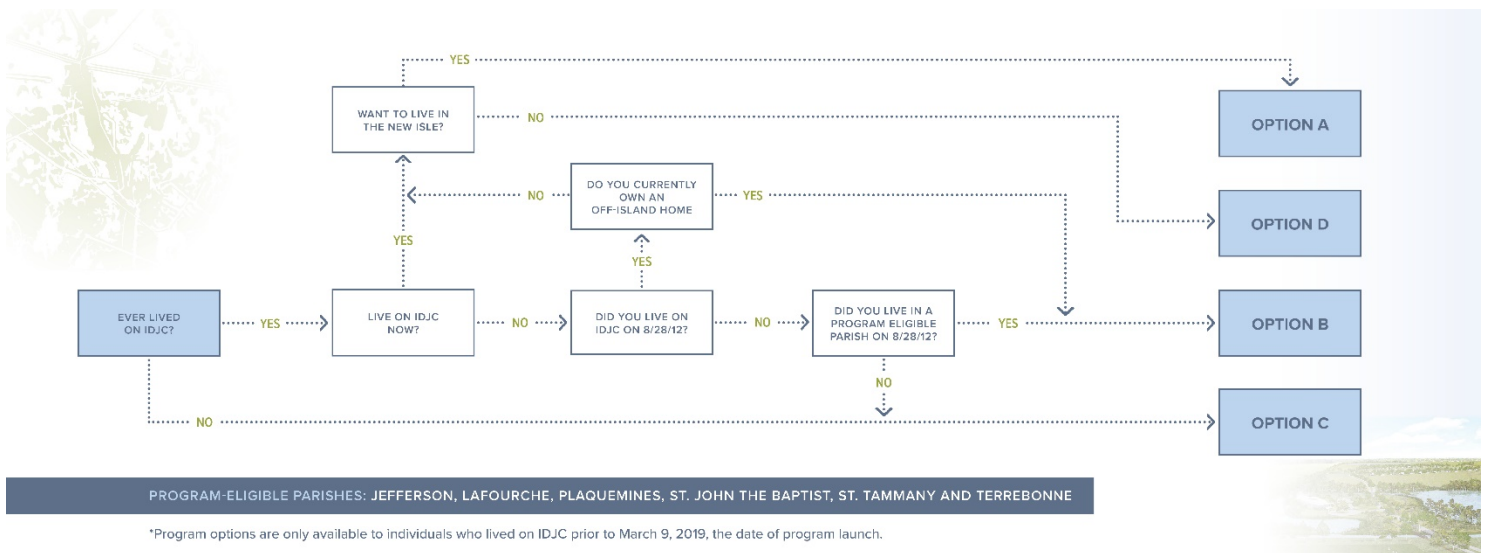 YES
WANT TO LIVE IN
THE NEW ISLE?
NO
OPTION A
DO YOU CURRENTLY
OWN AN
OFF-ISLAND HOME
NO
YES
OPTION D
YES
YES
EVER LIVED
ON IDJC?
YES
LIVE ON IDJC
NOW?
NO
DID YOU LIVE ON
IDJC ON 8/28/12?
NO
DID YOU LIVE IN A
PROGRAM ELIGIBLE
PARISH ON 8/28/12?
YES
OPTION B
NO
NO
OPTION C
PROGRAM-ELIGIBLE PARISHES: JEFFERSON, LAFOURCHE, PLAQUEMINES, ST. JOHN THE BAPTIST, ST. TAMMANY AND TERREBONNE
*Program options are only available to individuals who lived on IDJC prior to March 9, 2019, the date of program launch.